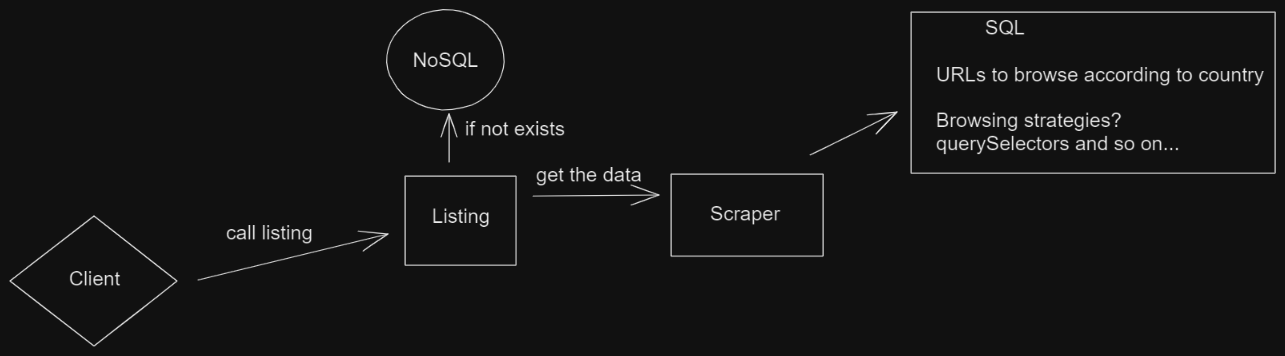 NoSQL
SQL
URLs to browse according to country
Browsing strategies?
querySelectors and so on...
if not exists
get the data
Listing
Scraper
call listing
Client